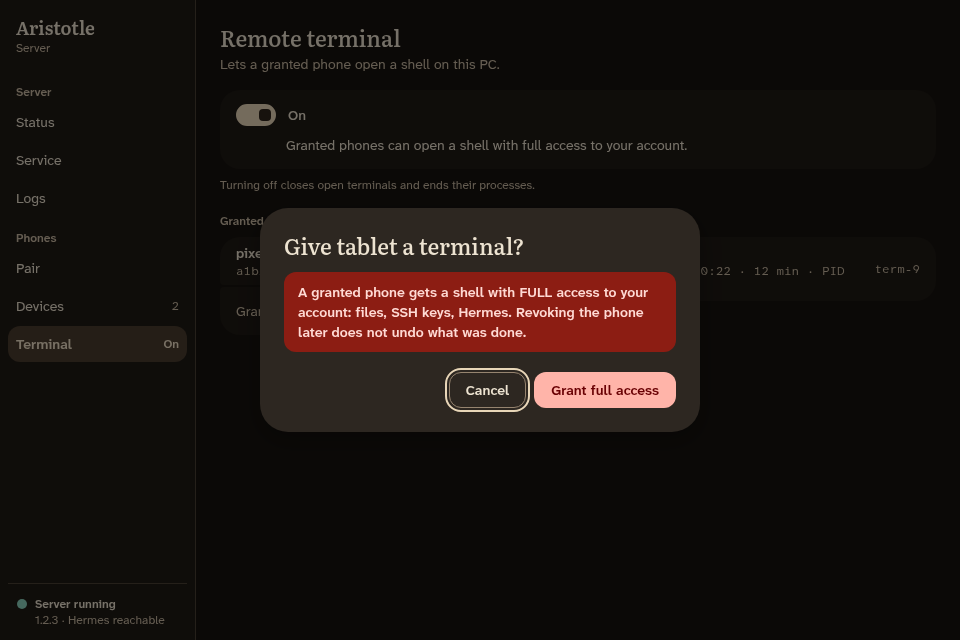 Aristotle
Server
Server
Status
Service
Logs
Phones
Pair
Devices 2
Terminal On
Server running
1.2.3 · Hermes reachable
Remote terminal
Lets a granted phone open a shell on this PC.
On
Granted phones can open a shell with full access to your account.
Turning off closes open terminals and ends their processes.
Granted
0:22 · 12 min · PID term-9
Give tablet a terminal?
A granted phone gets a shell with FULL access to your
account: files, SSH keys, Hermes. Revoking the phone
later does not undo what was done.
Cancel Grant full access